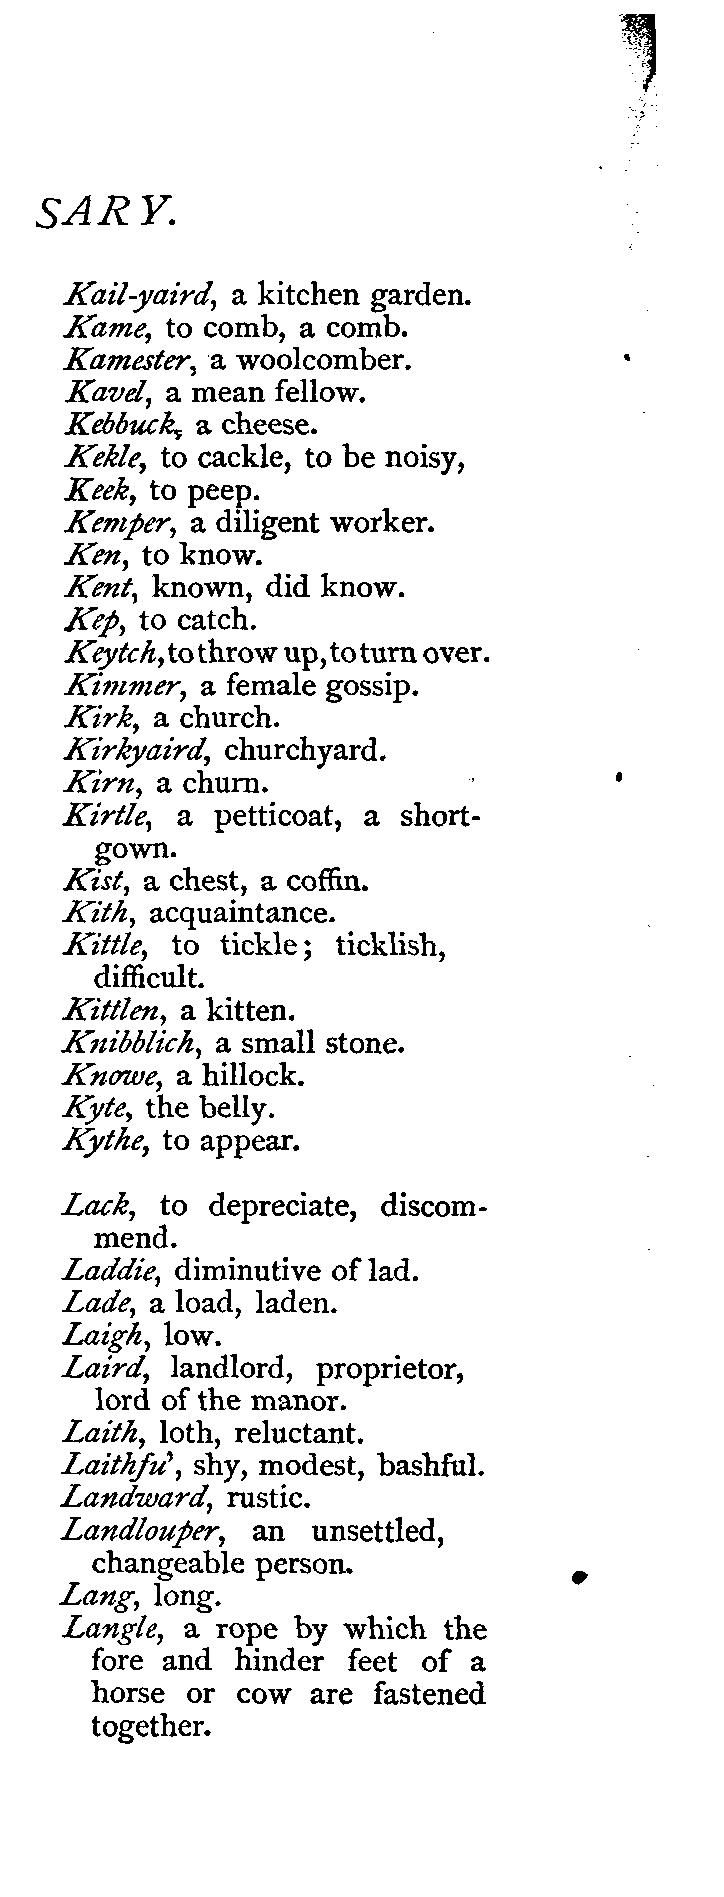 SARY.
Kail-yaird, a kitchen garden.
Kame, to comb, a comb.
Kamester, a woolcomber.
Kavel, a mean fellow.
Kebbuck, a cheese.
Kekle, to cackle, to be noisy,
Keek, to peep.
Kemper, a diligent worker.
Ken, to know.
Kent, known, did know.
Kep, to catch.
Keytch, to throw up, to turn over.
Kimmer, a female gossip.
Kirk, a church.
Kirkyaird, churchyard.
Kirn, a churn.
Kirtle, a petticoat, a short-
gown.
Kist, a chest, a coffin.
Kith, acquaintance.
Kittle, to tickle; ticklish,
difficult.
Kittlen, a kitten.
Knibblich, a small stone.
Knowe, a hillock.
Kyte, the belly.
Kythe, to appear.
Lack, to depreciate, discom-
mend.
Laddie, diminutive of lad.
Lade, a load, laden.
Laigh, low.
Laird, landlord, proprietor,
lord of the manor.
Laith, loth, reluctant.
Laithfu', shy, modest, bashful.
Landward, rustic.
Landlouper, an unsettled,
changeable person.
Lang, long.
Langle, a rope by which the
fore and hinder feet of a
horse or cow are fastened
together.